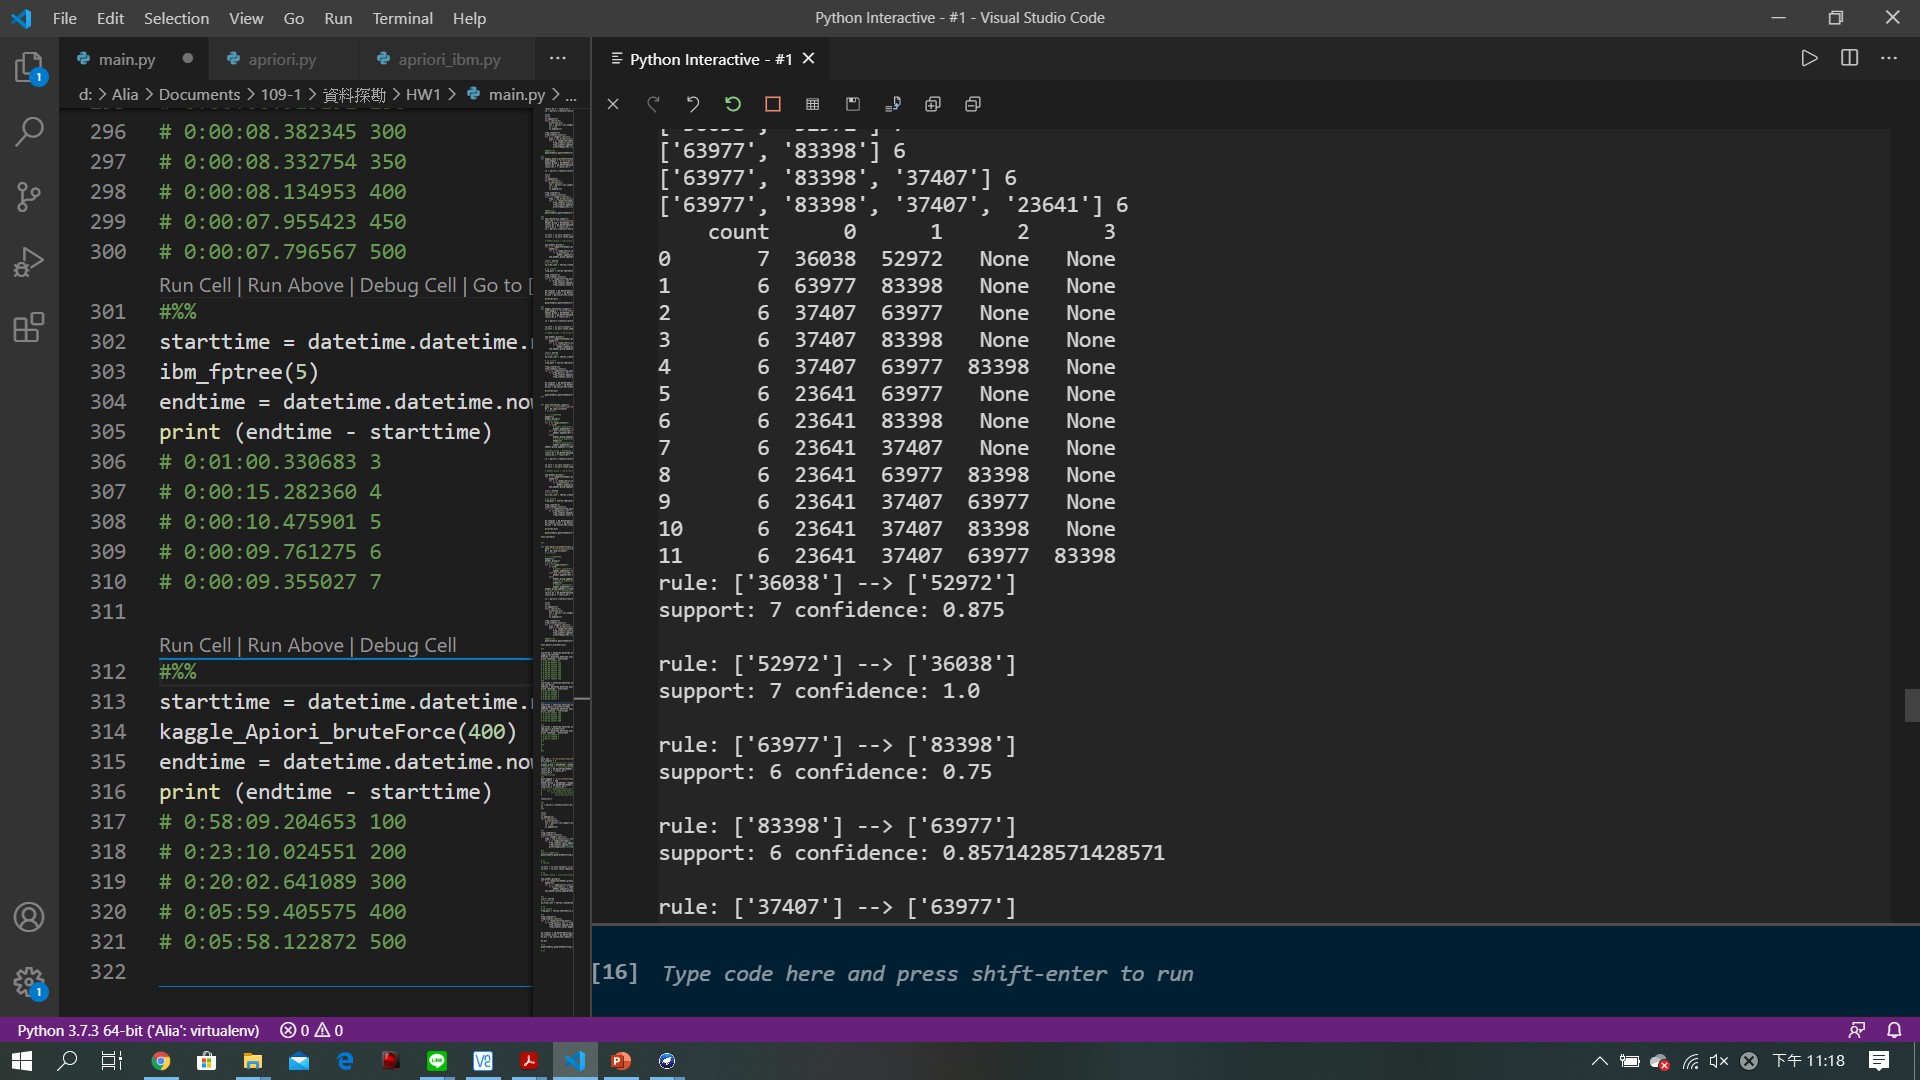 File Edit Selection View Go Run Terminal Help
Python Interactive - #1 - Visual Studio Code
main.py
apriori.py
apriori_ibm.py
d: > Alia > Documents > 109-1 > 資料探勘 > HW1 > main.py > ...
296 # 0:00:08.382345 300
297 # 0:00:08.332754 350
298 # 0:00:08.134953 400
299 # 0:00:07.955423 450
300 # 0:00:07.796567 500
Run Cell | Run Above | Debug Cell | Go to [
301 #%%
302 starttime = datetime.datetime.
303 ibm_fptree(5)
304 endtime = datetime.datetime.no
305 print (endtime - starttime)
306 # 0:01:00.330683 3
307 # 0:00:15.282360 4
308 # 0:00:10.475901 5
309 # 0:00:09.761275 6
310 # 0:00:09.355027 7
311
Run Cell | Run Above | Debug Cell
312 #%%
313 starttime = datetime.datetime.
314 kaggle_Apiori_bruteForce(400)
315 endtime = datetime.datetime.no
316 print (endtime - starttime)
317 # 0:58:09.204653 100
318 # 0:23:10.024551 200
319 # 0:20:02.641089 300
320 # 0:05:59.405575 400
321 # 0:05:58.122872 500
322
Python Interactive - #1
['63977', '83398'] 6
['63977', '83398', '37407'] 6
['63977', '83398', '37407', '23641'] 6
count 0 1 2 3
0 7 36038 52972 None None
1 6 63977 83398 None None
2 6 37407 63977 None None
3 6 37407 83398 None None
4 6 37407 63977 83398 None
5 6 23641 63977 None None
6 6 23641 83398 None None
7 6 23641 37407 None None
8 6 23641 63977 83398 None
9 6 23641 37407 63977 None
10 6 23641 37407 83398 None
11 6 23641 37407 63977 83398
rule: ['36038'] --> ['52972']
support: 7 confidence: 0.875
rule: ['52972'] --> ['36038']
support: 7 confidence: 1.0
rule: ['63977'] --> ['83398']
support: 6 confidence: 0.75
rule: ['83398'] --> ['63977']
support: 6 confidence: 0.8571428571428571
rule: ['37407'] --> ['63977']
[16] Type code here and press shift-enter to run
Python 3.7.3 64-bit ('Alia': virtualenv) 0 0
下午 11:18